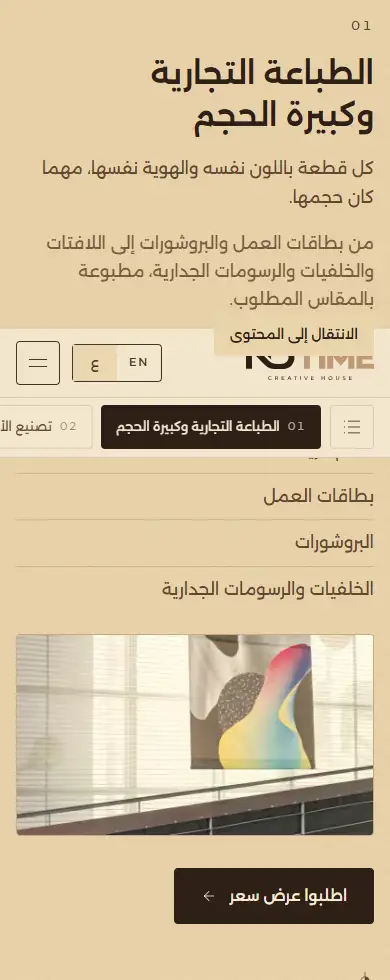 01
الطباعة التجارية
وكبيرة الحجم
كل قطعة باللون نفسه والهوية نفسها، مهما
كان حجمها.
من بطاقات العمل والبروشورات إلى اللافتات
والخلفيات والرسومات الجدارية، مطبوعة
بالمقاس المطلوب.
الانتقال إلى المحتوى
TIME
CREATIVE HOUSE
EN
ع
01 الطباعة التجارية وكبيرة الحجم
02 تصنيع
بطاقات العمل
البروشورات
الخلفيات والرسومات الجدارية
اطلبوا عرض سعر ←